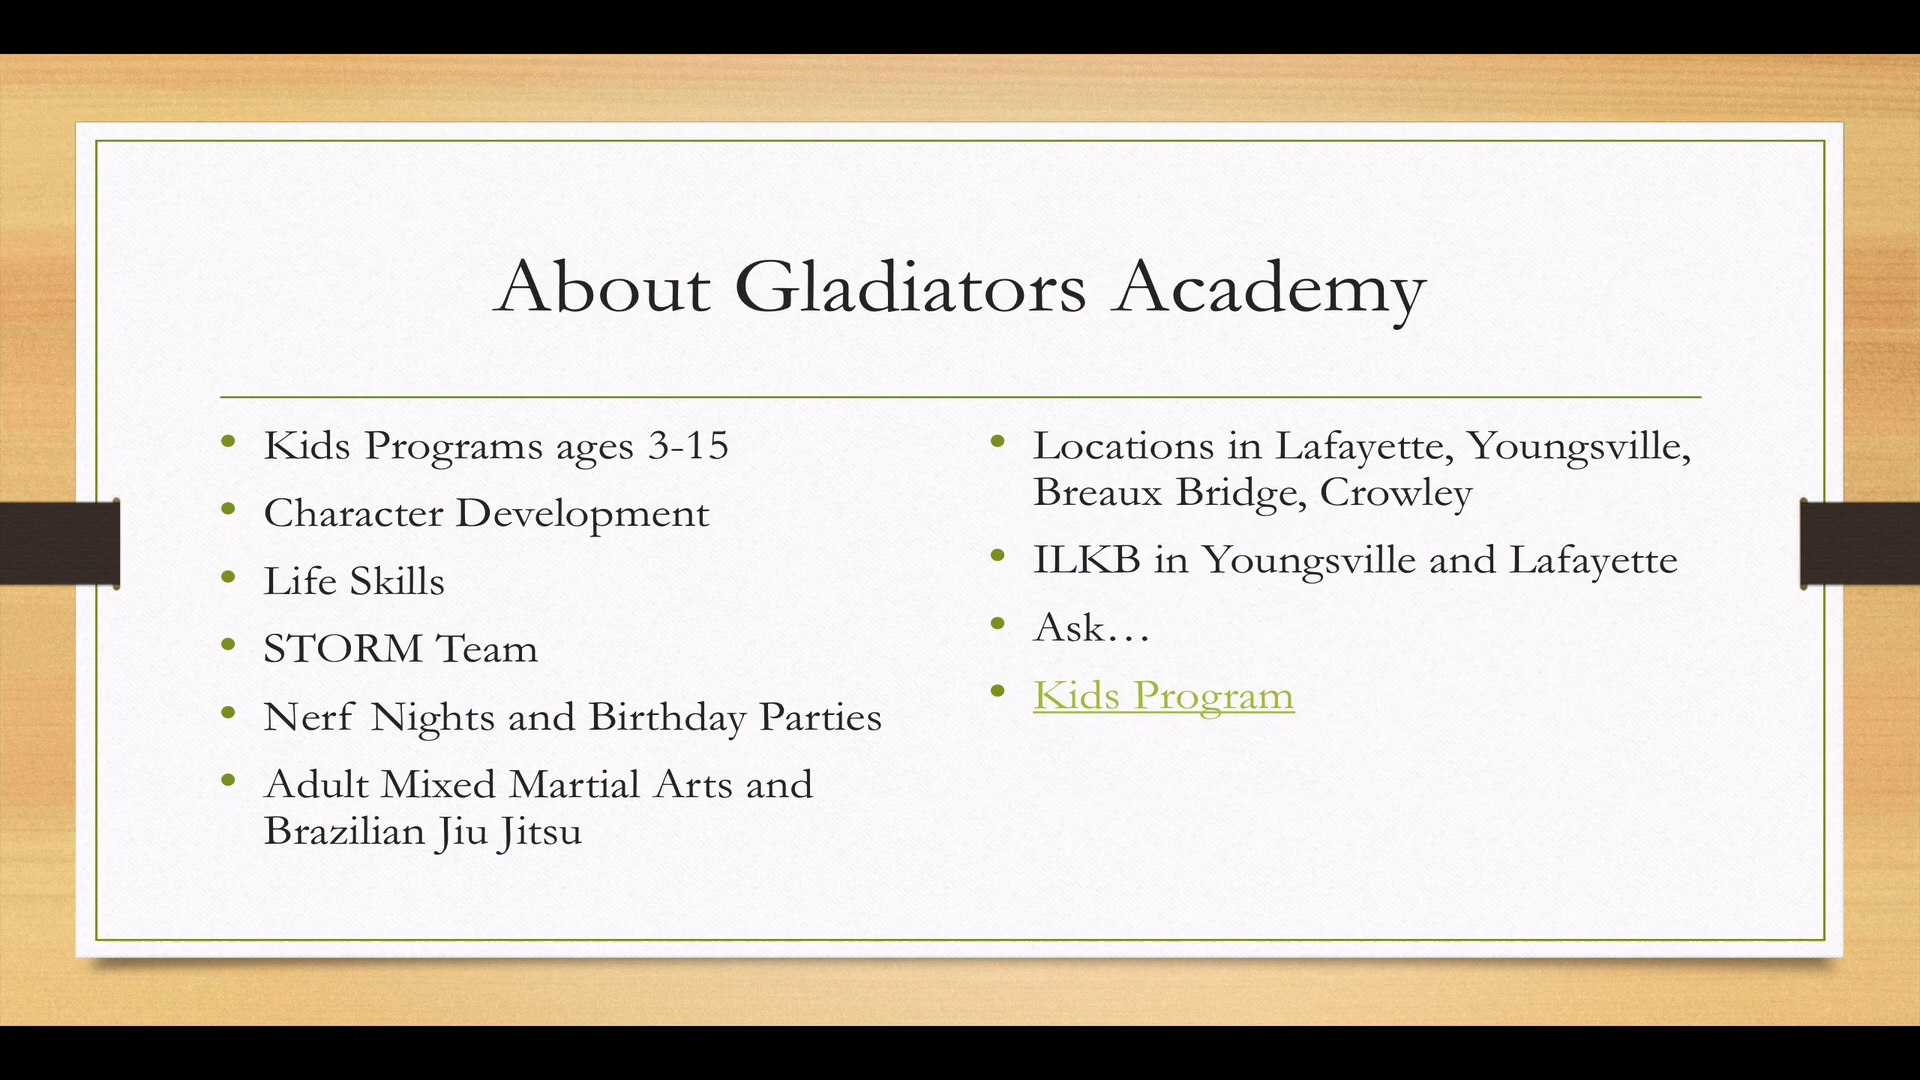 About Gladiators Academy
• Kids Programs ages 3-15
• Character Development
• Life Skills
• STORM Team
• Nerf Nights and Birthday Parties
• Adult Mixed Martial Arts and
Brazilian Jiu Jitsu
• Locations in Lafayette, Youngsville,
Breaux Bridge, Crowley
• ILKB in Youngsville and Lafayette
• Ask…
• Kids Program